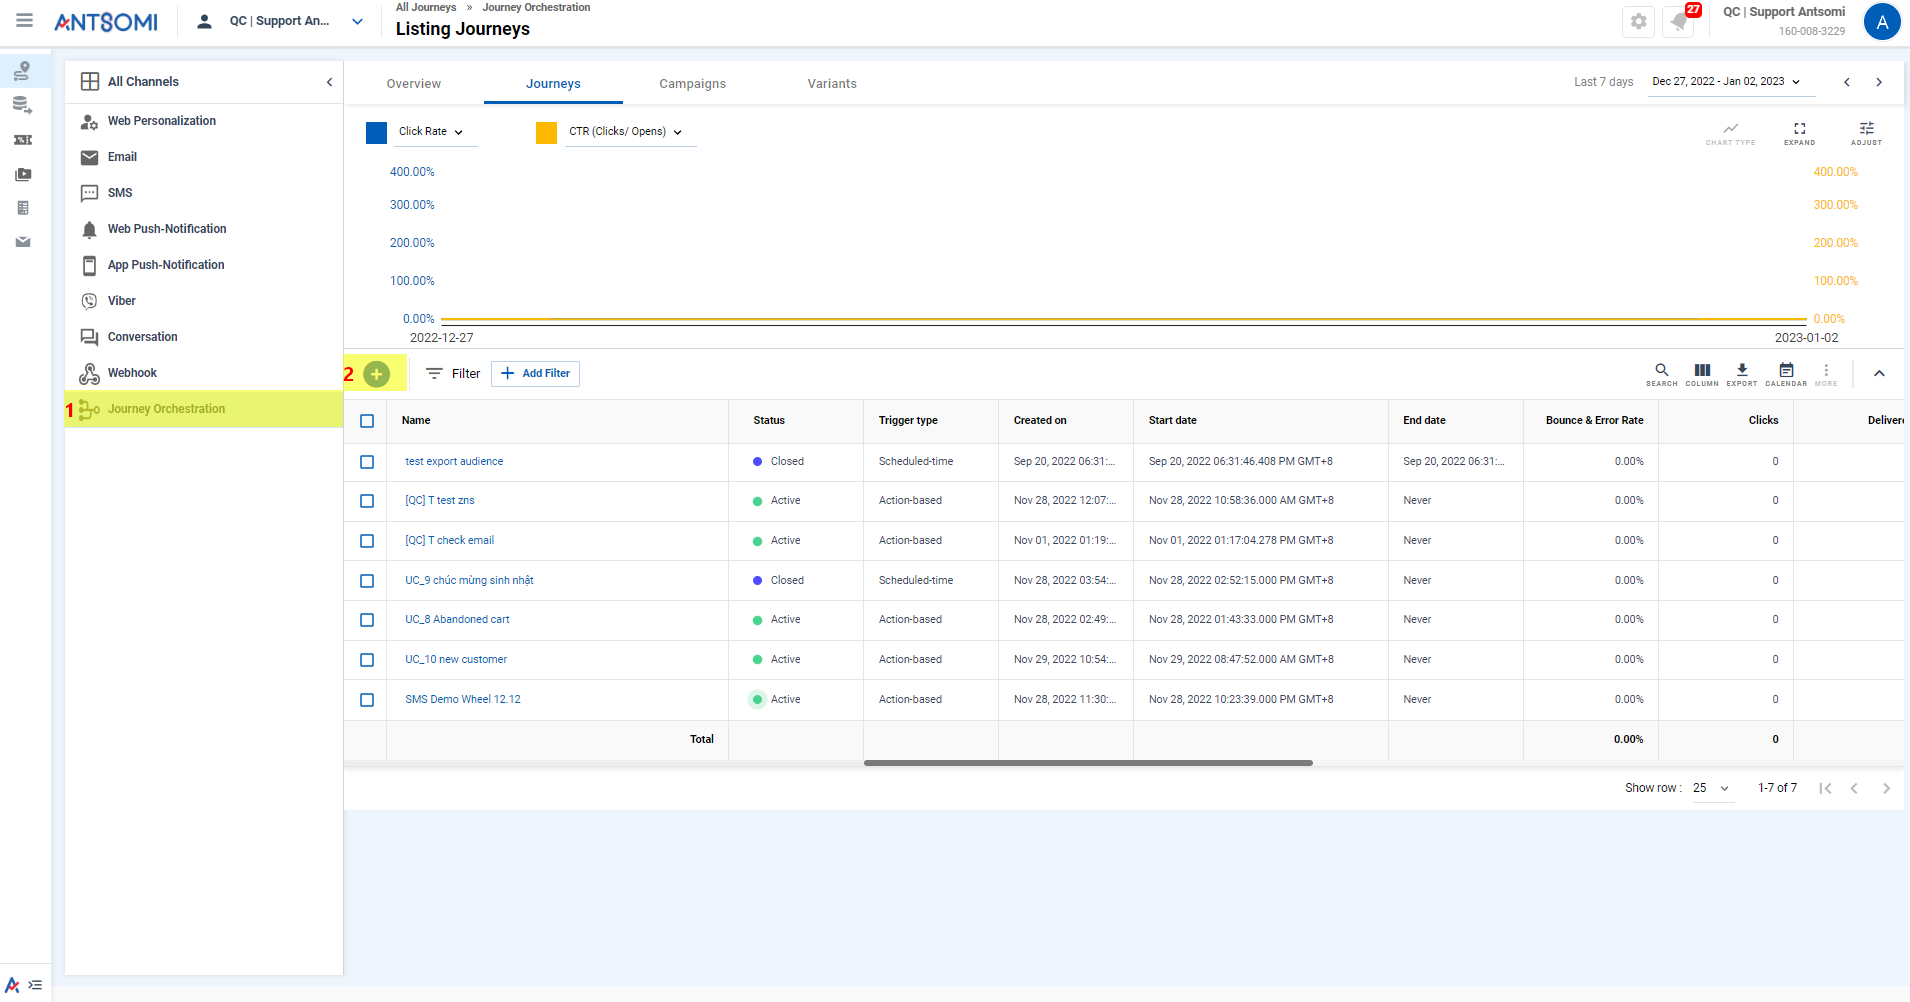 ANTSOMI
QC | Support An...
All Journeys » Journey Orchestration
Listing Journeys
27
QC | Support Antsomi
160-008-3229
A
All Channels
Web Personalization
Email
SMS
Web Push-Notification
App Push-Notification
Viber
Conversation
Webhook
1 Journey Orchestration
Overview
Journeys
Campaigns
Variants
Last 7 days
Dec 27, 2022 - Jan 02, 2023
Click Rate
CTR (Clicks/ Opens)
CHART TYPE
EXPAND
ADJUST
400.00% 400.00%
300.00% 300.00%
200.00% 200.00%
100.00% 100.00%
0.00% 0.00%
2022-12-27 2023-01-02
2
Filter
Add Filter
SEARCH
COLUMN
EXPORT
CALENDAR
MORE
Name Status Trigger type Created on Start date End date Bounce & Error Rate Clicks Delivere
test export audience Closed Scheduled-time Sep 20, 2022 06:31:... Sep 20, 2022 06:31:46.408 PM GMT+8 Sep 20, 2022 06:31:... 0.00% 0
[QC] T test zns Active Action-based Nov 28, 2022 12:07:... Nov 28, 2022 10:58:36.000 AM GMT+8 Never 0.00% 0
[QC] T check email Active Action-based Nov 01, 2022 01:19:... Nov 01, 2022 01:17:04.278 PM GMT+8 Never 0.00% 0
UC_9 chúc mừng sinh nhật Closed Scheduled-time Nov 28, 2022 03:54:... Nov 28, 2022 02:52:15.000 PM GMT+8 Never 0.00% 0
UC_8 Abandoned cart Active Action-based Nov 28, 2022 02:49:... Nov 28, 2022 01:43:33.000 PM GMT+8 Never 0.00% 0
UC_10 new customer Active Action-based Nov 29, 2022 10:54:... Nov 29, 2022 08:47:52.000 AM GMT+8 Never 0.00% 0
SMS Demo Wheel 12.12 Active Action-based Nov 28, 2022 11:30:... Nov 28, 2022 10:23:39.000 PM GMT+8 Never 0.00% 0
Total 0.00% 0
Show row : 25 1-7 of 7